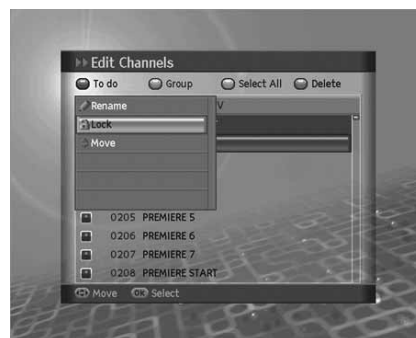 Edit Channels
To do Group Select All Delete
Rename
V
Lock
Move
0205 PREMIERE 5
0206 PREMIERE 6
0207 PREMIERE 7
0208 PREMIERE START
Move OK Select